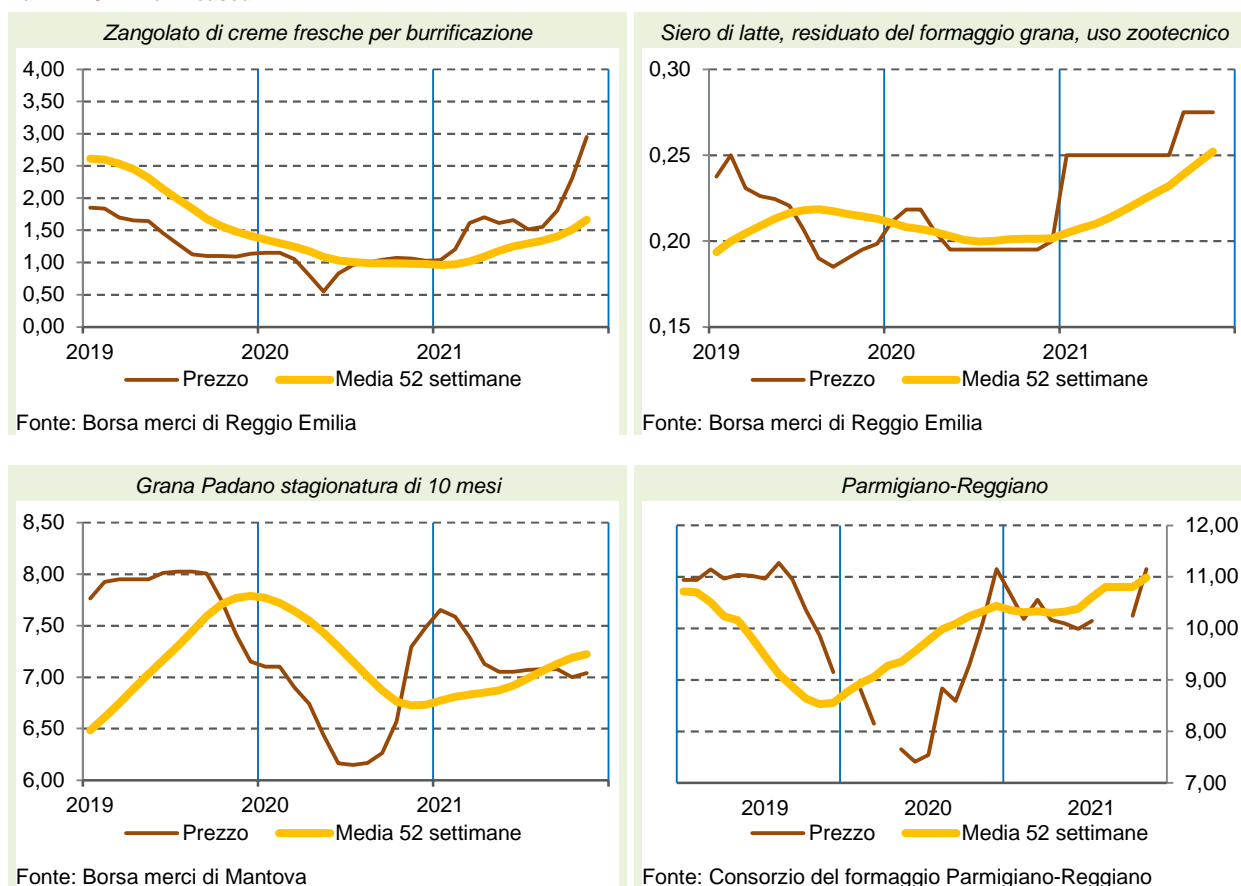 Zangolato di creme fresche per burrificazione
4,00
3,50
3,00
2,50
2,00
1,50
1,00
0,50
0,00
2019 2020 2021
Prezzo Media 52 settimane
Fonte: Borsa merci di Reggio Emilia
Siero di latte, residuato del formaggio grana, uso zootecnico
0,30
0,25
0,20
0,15
2019 2020 2021
Prezzo Media 52 settimane
Fonte: Borsa merci di Reggio Emilia
Grana Padano stagionatura di 10 mesi
8,50
8,00
7,50
7,00
6,50
6,00
2019 2020 2021
Prezzo Media 52 settimane
Fonte: Borsa merci di Mantova
Parmigiano-Reggiano
12,00
11,00
10,00
9,00
8,00
7,00
2019 2020 2021
Prezzo Media 52 settimane
Fonte: Consorzio del formaggio Parmigiano-Reggiano